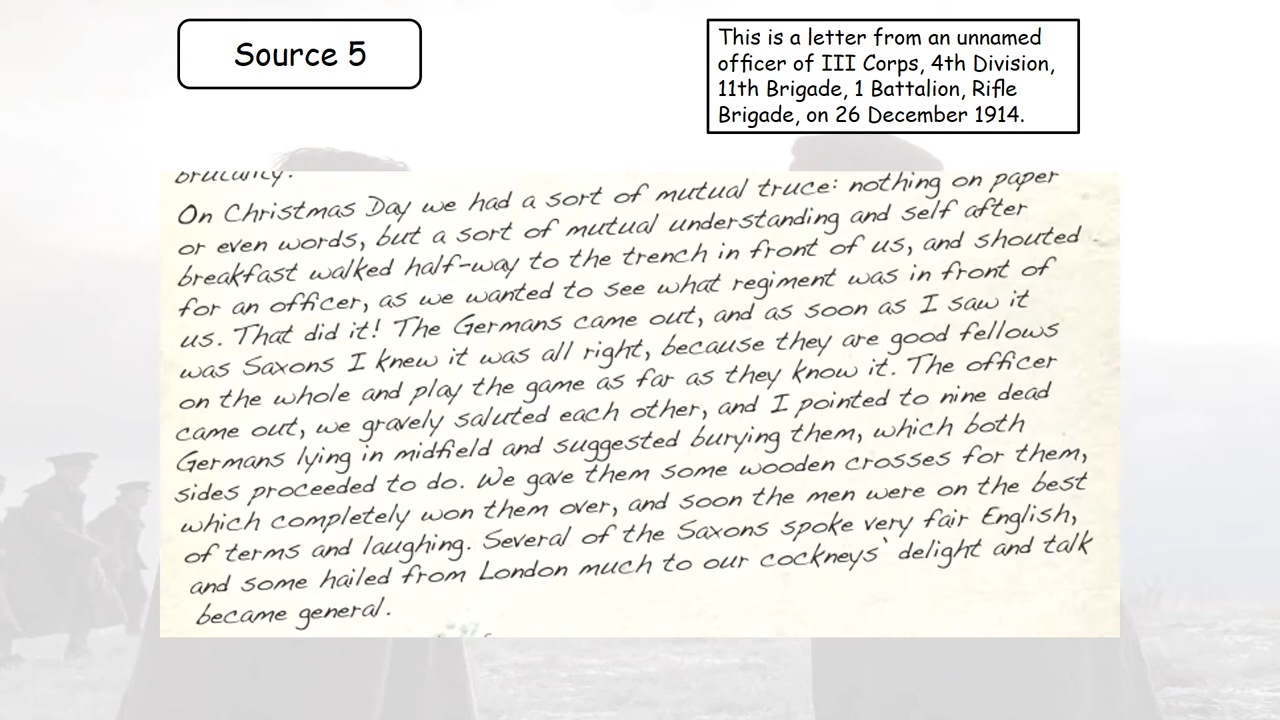 Source 5
This is a letter from an unnamed
officer of III Corps, 4th Division,
11th Brigade, 1 Battalion, Rifle
Brigade, on 26 December 1914.
On Christmas Day we had a sort of mutual truce: nothing on paper
or even words, but a sort of mutual understanding and self after
breakfast walked half-way to the trench in front of us, and shouted
for an officer, as we wanted to see what regiment was in front of
us. That did it! The Germans came out, and as soon as I saw it
was Saxons I knew it was all right, because they are good fellows
on the whole and play the game as far as they know it. The officer
came out, we gravely saluted each other, and I pointed to nine dead
Germans lying in midfield and suggested burying them, which both
sides proceeded to do. We gave them some wooden crosses for them,
which completely won them over, and soon the men were on the best
of terms and laughing. Several of the Saxons spoke very fair English,
and some hailed from London much to our cockneys` delight and talk
became general.